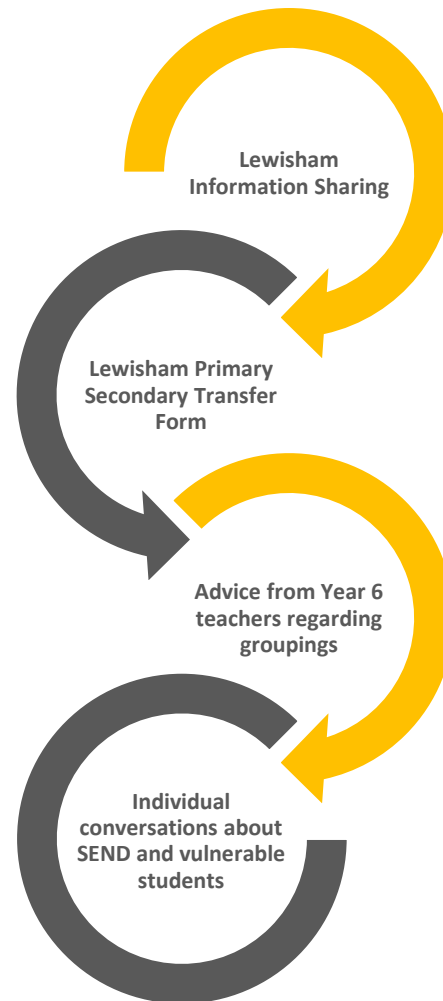 Lewisham
Information Sharing
Lewisham Primary
Secondary Transfer
Form
Advice from Year 6
teachers regarding
groupings
Individual
conversations about
SEND and vulnerable
students